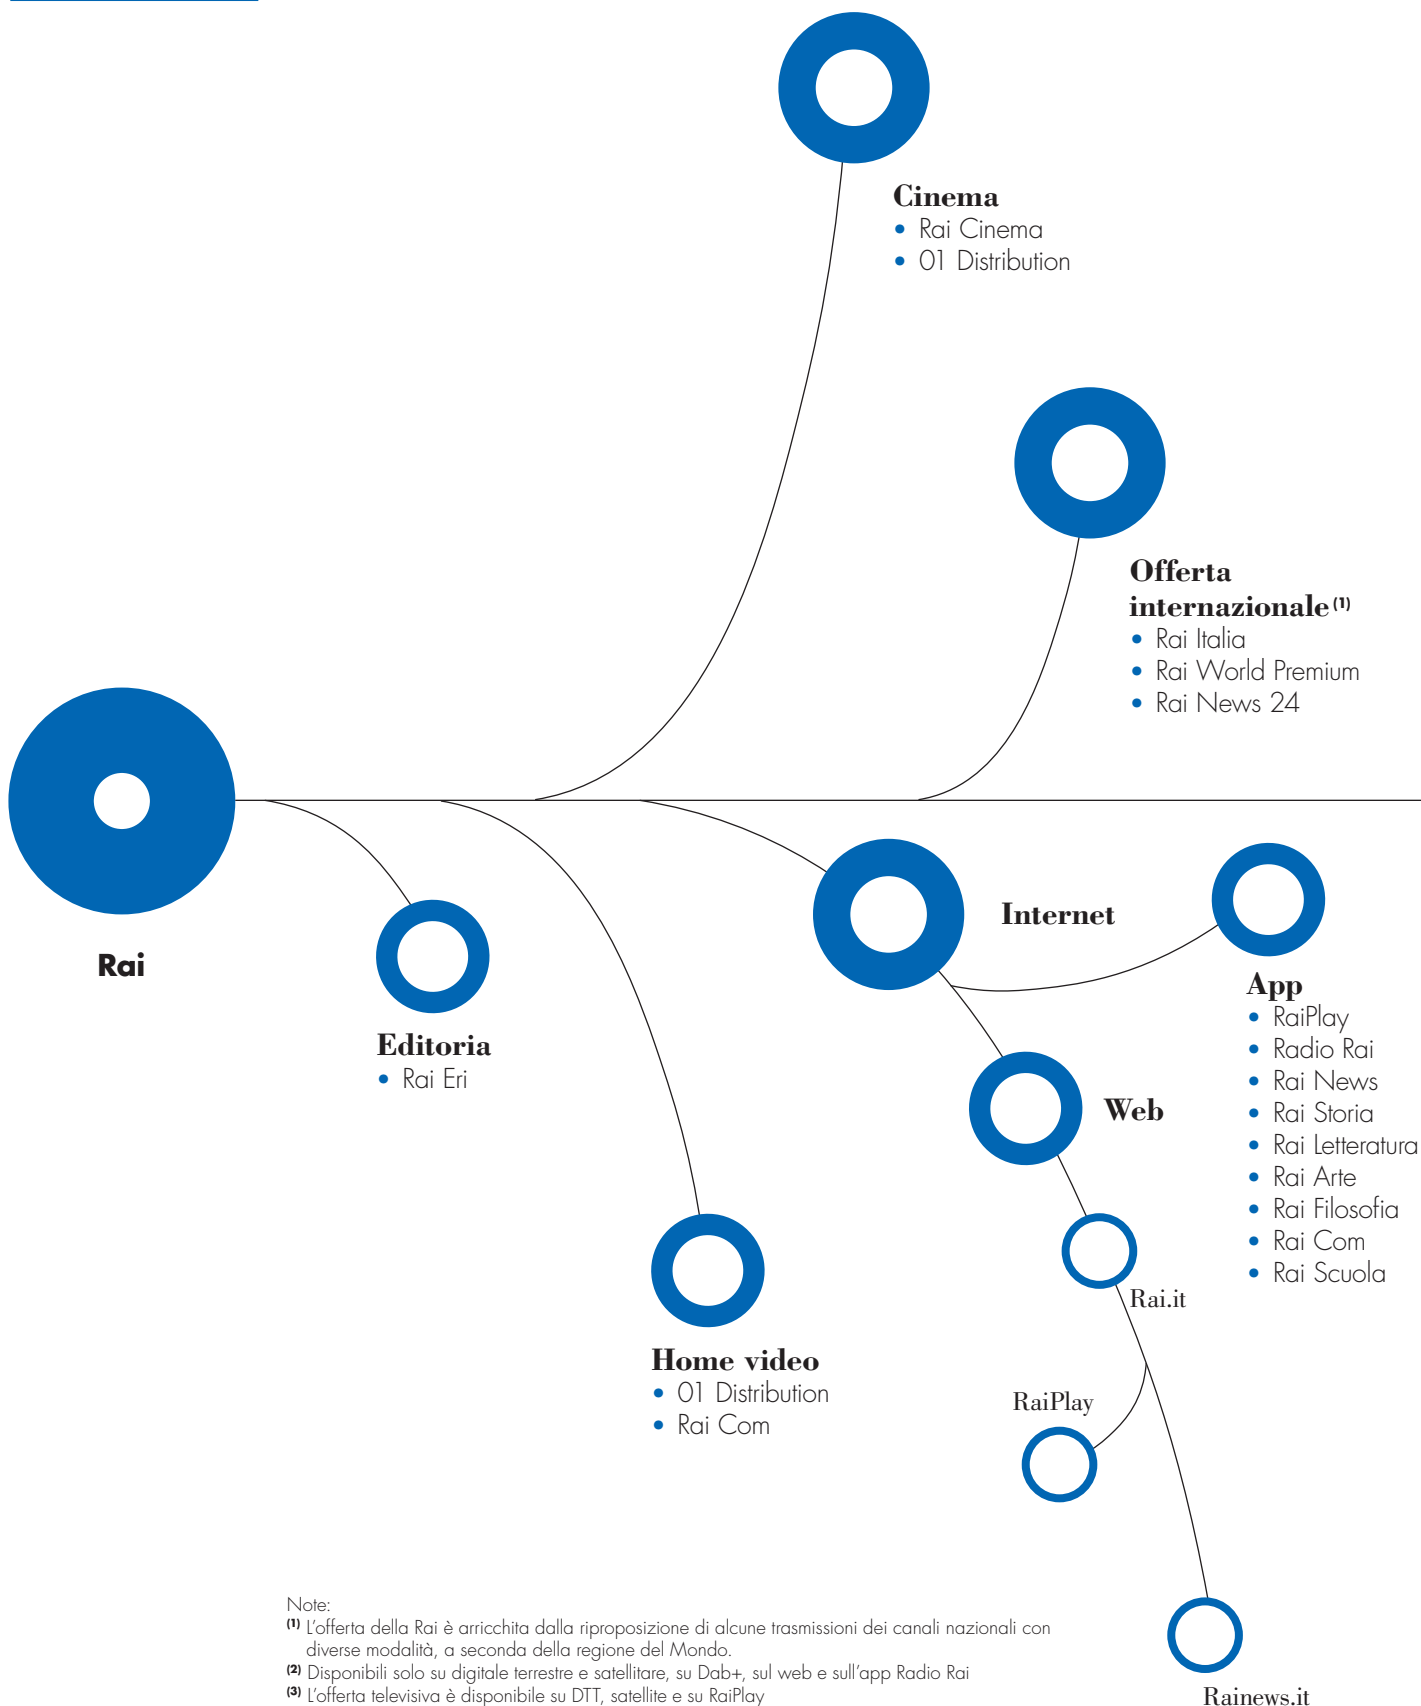 Cinema
• Rai Cinema
• 01 Distribution
Offerta
internazionale (1)
• Rai Italia
• Rai World Premium
• Rai News 24
Rai
Editoria
• Rai Eri
Home video
• 01 Distribution
• Rai Com
Internet
App
• RaiPlay
• Radio Rai
• Rai News
• Rai Storia
• Rai Letteratura
• Rai Arte
• Rai Filosofia
• Rai Com
• Rai Scuola
Web
Rai.it
RaiPlay
Rainews.it
Note:
(1) L'offerta della Rai è arricchita dalla riproposizione di alcune trasmissioni dei canali nazionali con
diverse modalità, a seconda della regione del Mondo.
(2) Disponibili solo su digitale terrestre e satellitare, su Dab+, sul web e sull'app Radio Rai
(3) L'offerta televisiva è disponibile su DTT, satellite e su RaiPlay